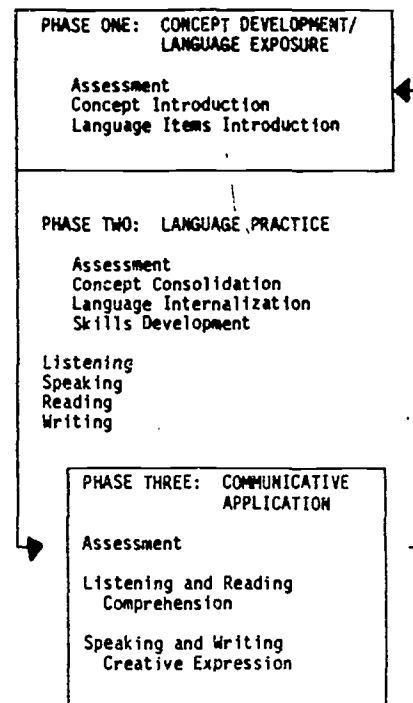 PHASE ONE: CONCEPT DEVELOPMENT/
LANGUAGE EXPOSURE
Assessment
Concept Introduction
Language Items Introduction
PHASE TWO: LANGUAGE PRACTICE
Assessment
Concept Consolidation
Language Internalization
Skills Development
Listening
Speaking
Reading
Writing
PHASE THREE: COMMUNICATIVE
APPLICATION
Assessment
Listening and Reading
Comprehension
Speaking and Writing
Creative Expression